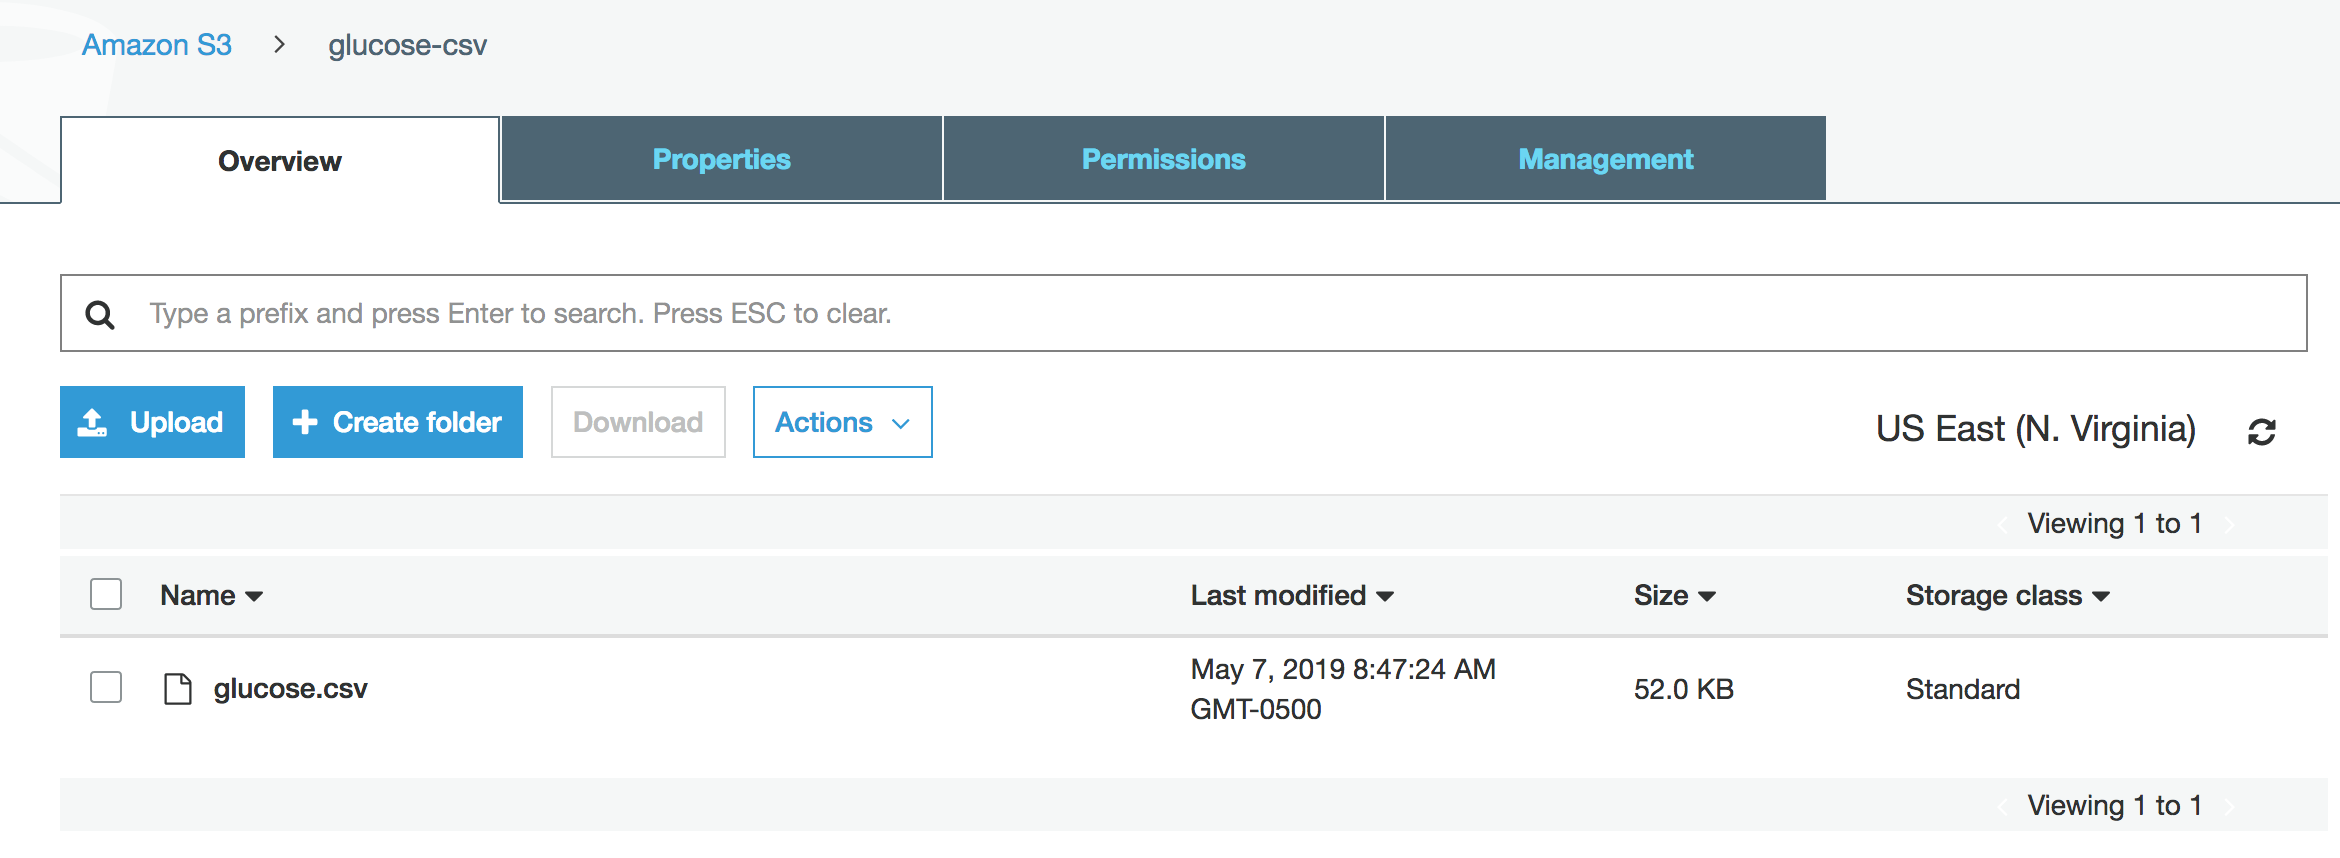 Amazon S3 > glucose-csv
Overview Properties Permissions Management
Type a prefix and press Enter to search. Press ESC to clear.
Upload Create folder Download Actions US East (N. Virginia)
Viewing 1 to 1
Name Last modified Size Storage class
glucose.csv May 7, 2019 8:47:24 AM 52.0 KB Standard
GMT-0500
Viewing 1 to 1